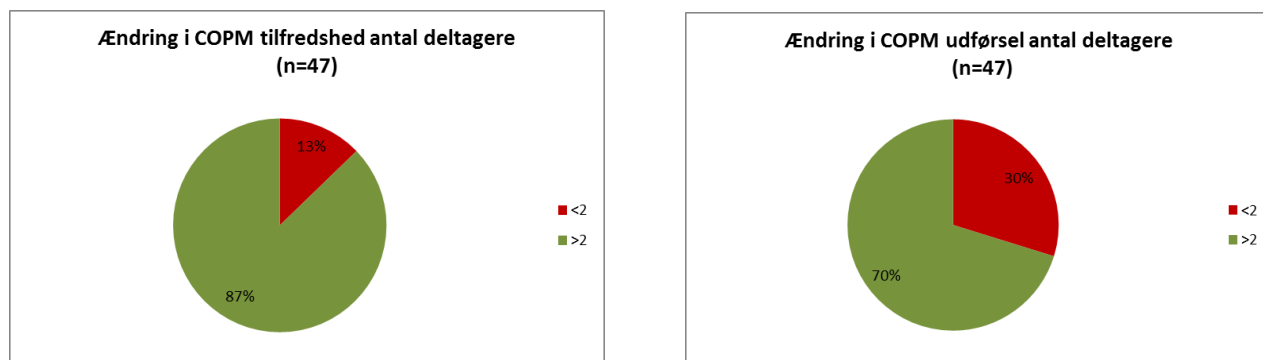 Ændring i COPM tilfredshed antal deltagere
(n=47)
13%
87%
<2
>2
Ændring i COPM udførsel antal deltagere
(n=47)
30%
70%
<2
>2